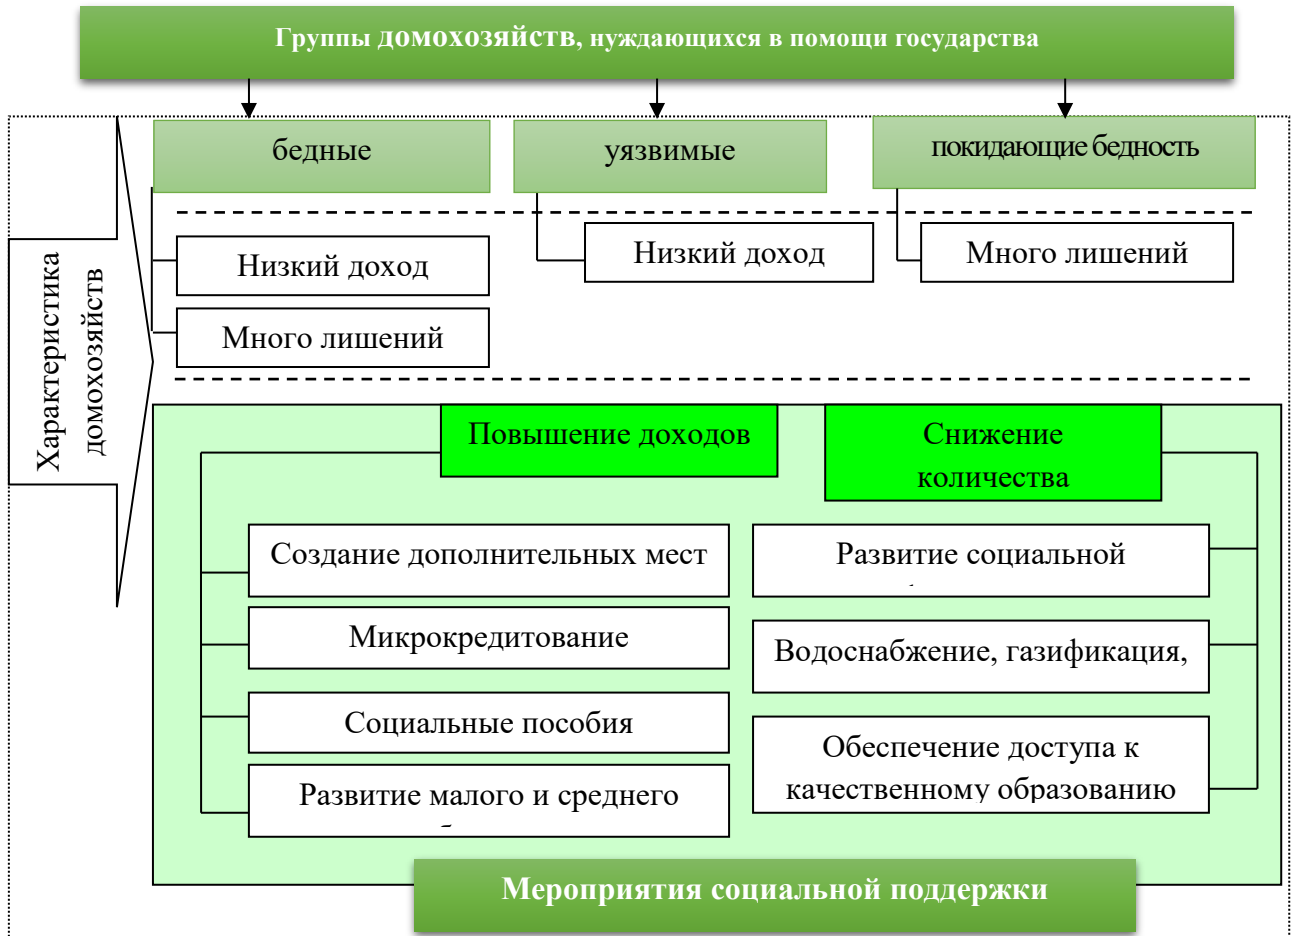 Группы домохозяйств, нуждающихся в помощи государства
бедные
уязвимые
покидающие бедность
Характеристика
домохозяйств
Низкий доход
Много лишений
Низкий доход
Много лишений
Повышение доходов
Снижение
количества
Создание дополнительных мест
Микрокредитование
Социальные пособия
Развитие малого и среднего
Развитие социальной
Водоснабжение, газификация,
Обеспечение доступа к
качественному образованию
Мероприятия социальной поддержки